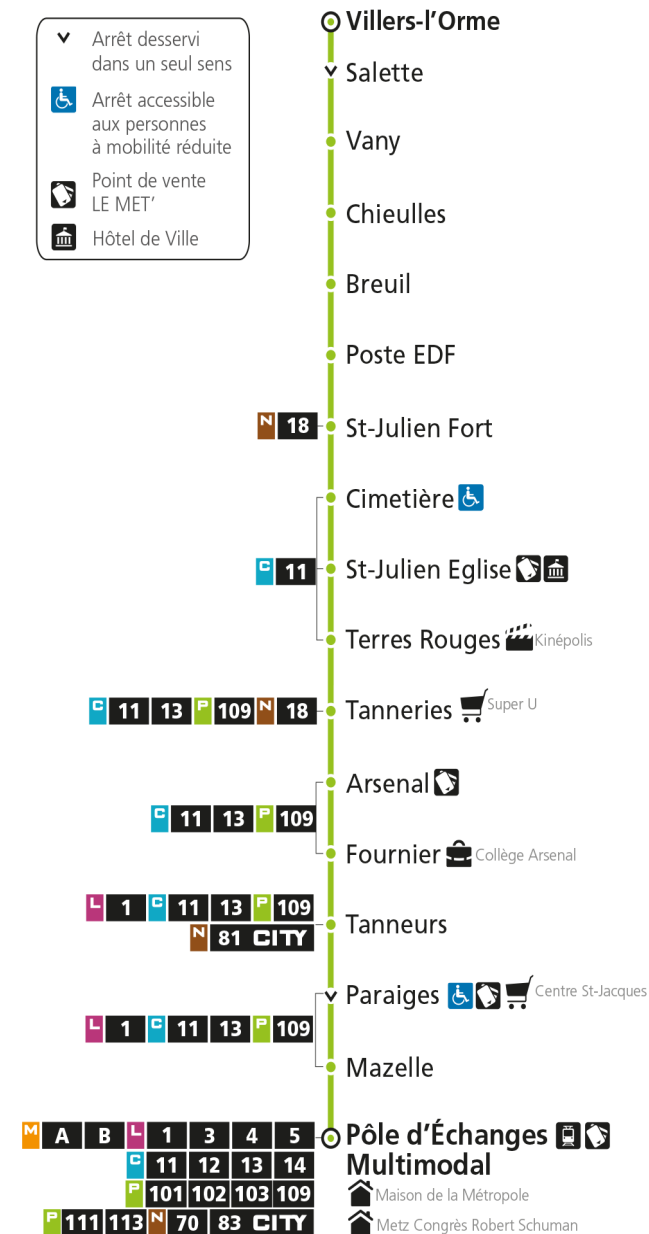 Arrêt desservi
dans un seul sens
Arrêt accessible
aux personnes
à mobilité réduite
Point de vente
LE MET’
Hôtel de Ville
Villers-l’Orme
Salette
Vany
Chieulles
Breuil
Poste EDF
N 18 St-Julien Fort
Cimetière
C 11 St-Julien Eglise
Terres Rouges Kinépolis
C 11 13 P 109 N 18 Tanneries Super U
Arsenal
C 11 13 P 109
Fournier Collège Arsenal
L 1 C 11 13 P 109
N 81 CITY
Tanneurs
Paraiges Centre St-Jacques
L 1 C 11 13 P 109
Mazelle
M A B L 1 3 4 5 Pôle d’Échanges
C 11 12 13 14 Multimodal
P 101 102 103 109 Maison de la Métropole
P 111 113 N 70 83 CITY Metz Congrès Robert Schuman